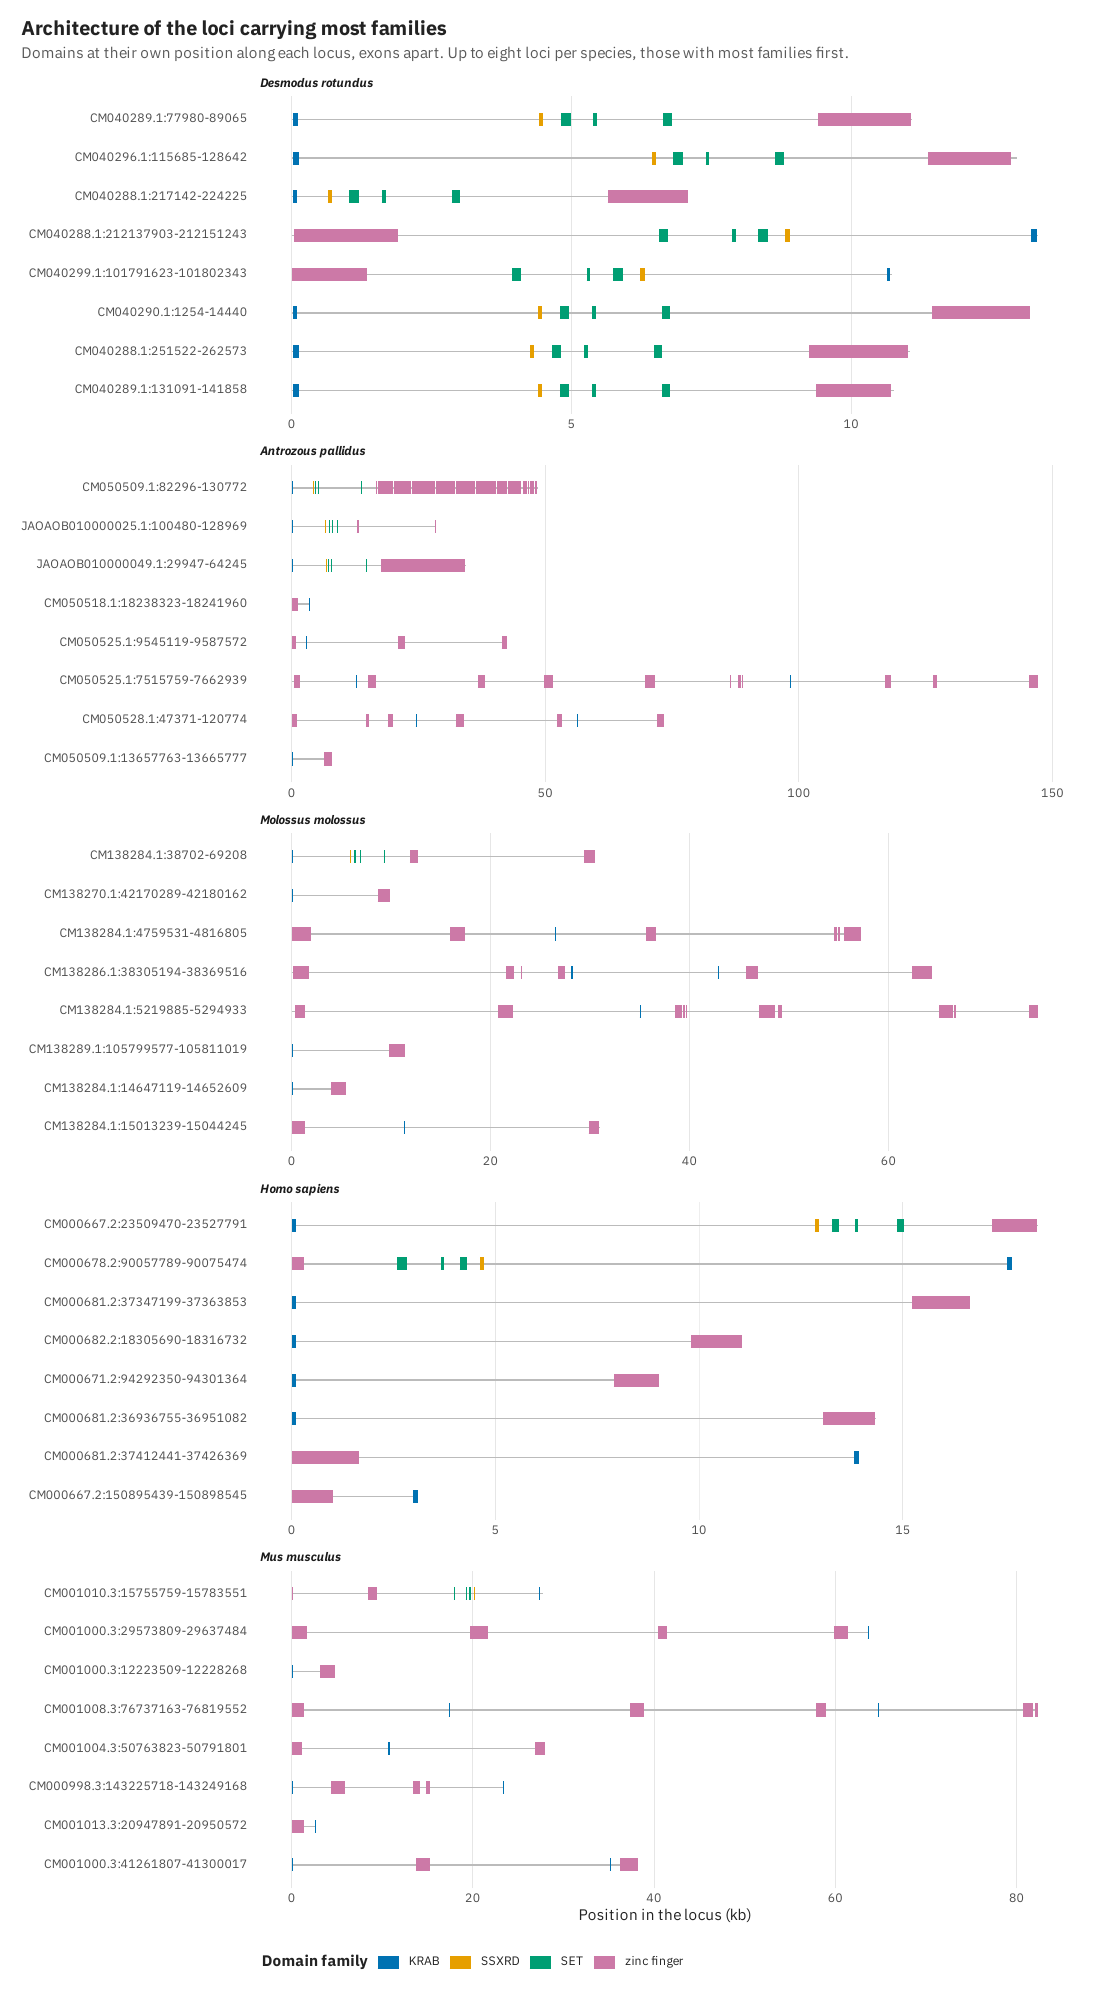 Architecture of the loci carrying most families
Domains at their own position along each locus, exons apart. Up to eight loci per species, those with most families first.
Desmodus rotundus
CM040289.1:77980-89065
CM040296.1:115685-128642
CM040288.1:217142-224225
CM040288.1:212137903-212151243
CM040299.1:101791623-101802343
CM040290.1:1254-14440
CM040288.1:251522-262573
CM040289.1:131091-141858
0 5 10
Antrozous pallidus
CM050509.1:82296-130772
JAOAOB010000025.1:100480-128969
JAOAOB010000049.1:29947-64245
CM050518.1:18238323-18241960
CM050525.1:9545119-9587572
CM050525.1:7515759-7662939
CM050528.1:47371-120774
CM050509.1:13657763-13665777
0 50 100 150
Molossus molossus
CM138284.1:38702-69208
CM138270.1:42170289-42180162
CM138284.1:4759531-4816805
CM138286.1:38305194-38369516
CM138284.1:5219885-5294933
CM138289.1:105799577-105811019
CM138284.1:14647119-14652609
CM138284.1:15013239-15044245
0 20 40 60
Homo sapiens
CM000667.2:23509470-23527791
CM000678.2:90057789-90075474
CM000681.2:37347199-37363853
CM000682.2:18305690-18316732
CM000671.2:94292350-94301364
CM000681.2:36936755-36951082
CM000681.2:37412441-37426369
CM000667.2:150895439-150898545
0 5 10 15
Mus musculus
CM001010.3:15755759-15783551
CM001000.3:29573809-29637484
CM001000.3:12223509-12228268
CM001008.3:76737163-76819552
CM001004.3:50763823-50791801
CM000998.3:143225718-143249168
CM001013.3:20947891-20950572
CM001000.3:41261807-41300017
0 20 40 60 80
Position in the locus (kb)
Domain family KRAB SSXRD SET zinc finger